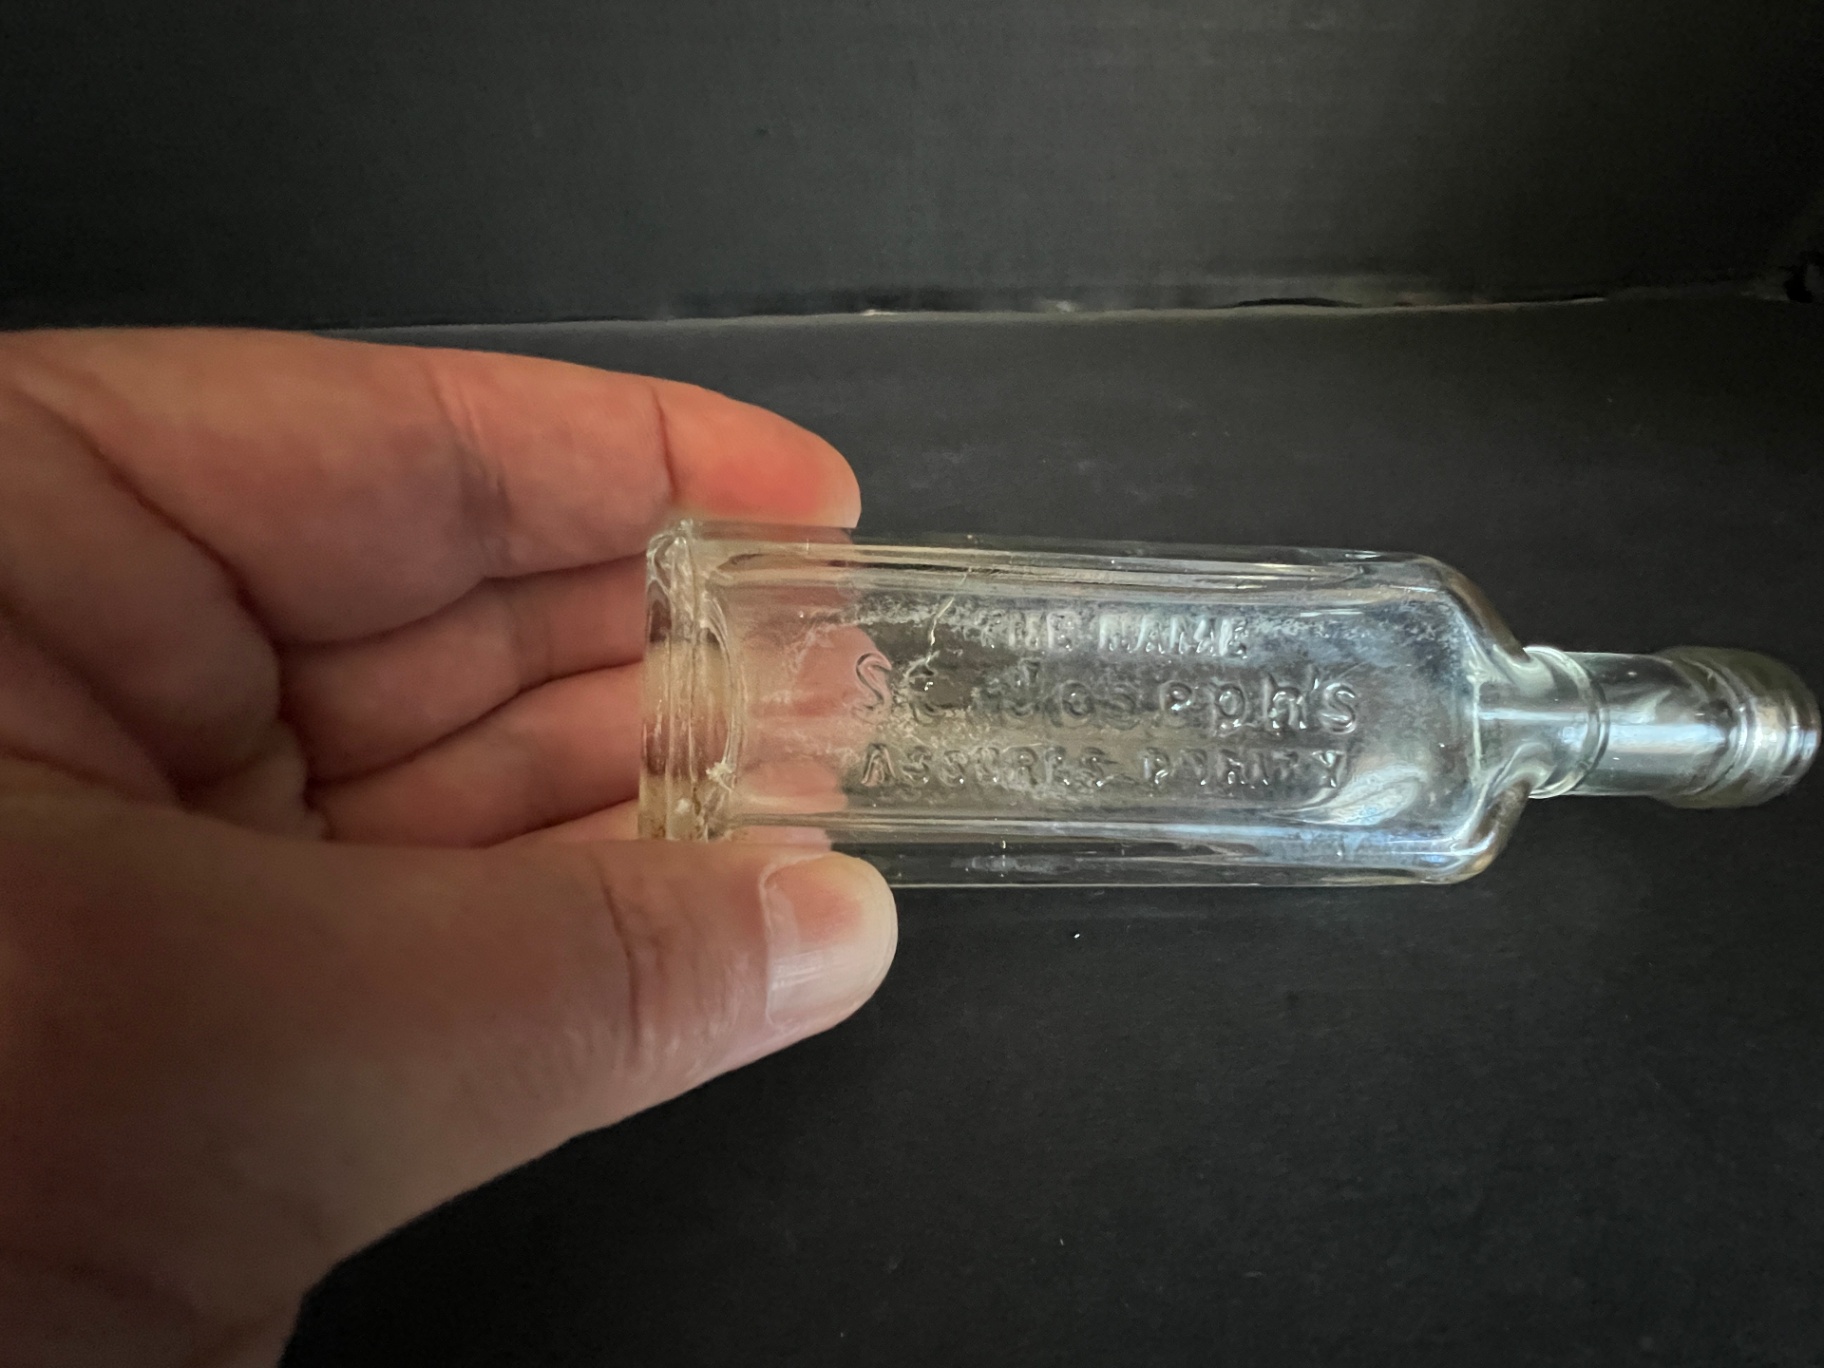 THE NAME
St. Joseph's
ASSURES PURITY